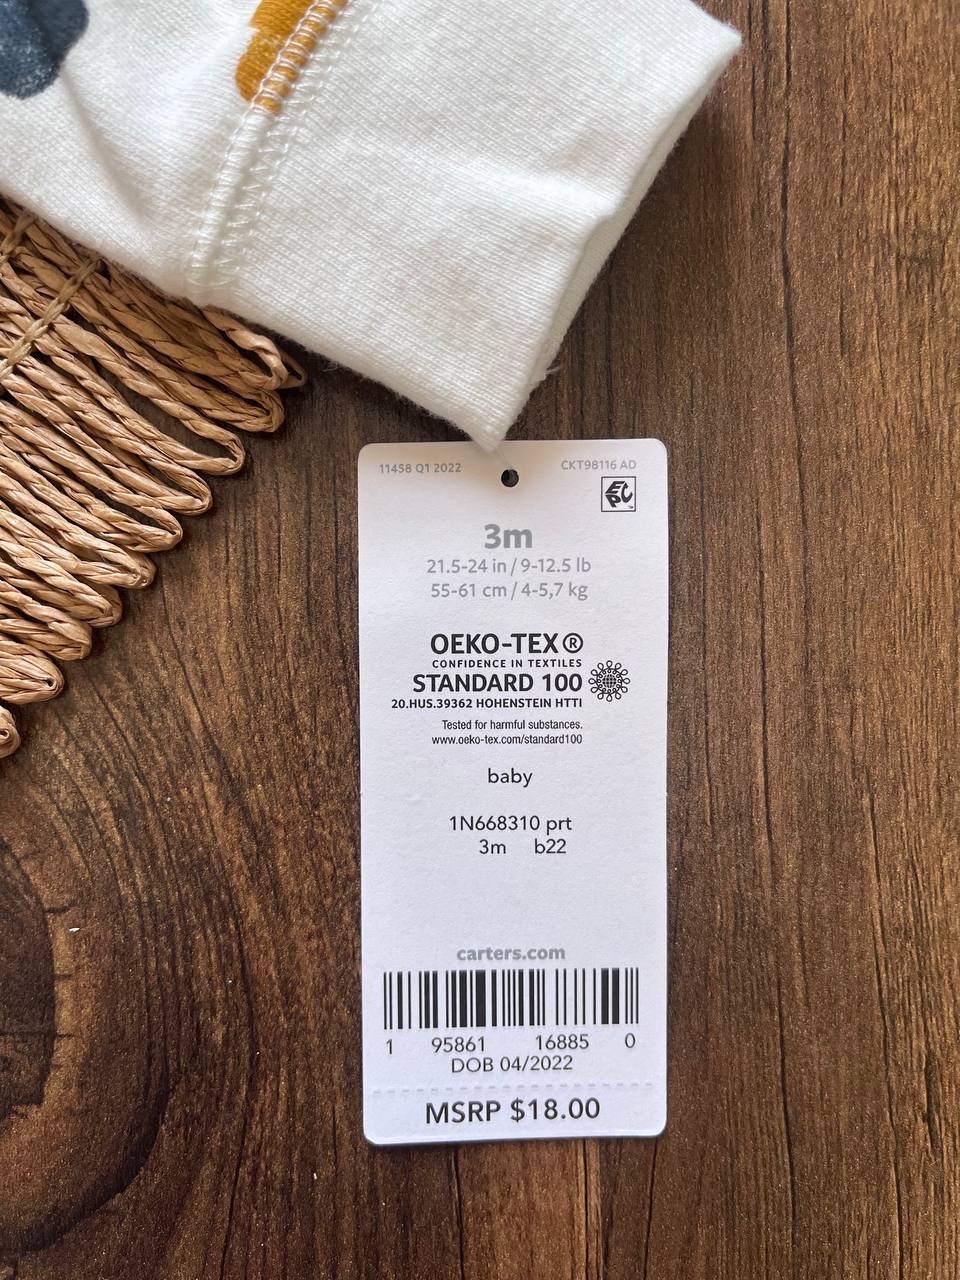 11458 Q1 2022 CKT98116 AD
EPC
3m
21.5-24 in / 9-12.5 lb
55-61 cm / 4-5,7 kg
OEKO-TEX®
CONFIDENCE IN TEXTILES
STANDARD 100
20.HUS.39362 HOHENSTEIN HTTI
Tested for harmful substances.
www.oeko-tex.com/standard100
baby
1N668310 prt
3m b22
carters.com
1 95861 16885 0
DOB 04/2022
MSRP $18.00